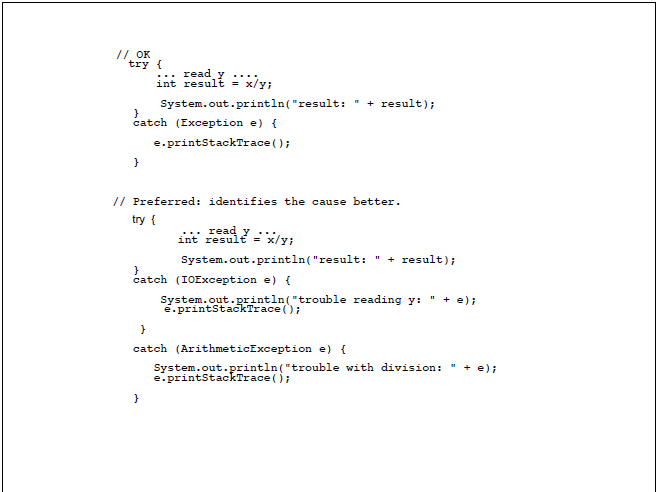 // OK
try {
... read y ....
int result = x/y;
System.out.println("result: " + result);
}
catch (Exception e) {
e.printStackTrace();
}
// Preferred: identifies the cause better.
try {
... read y ...
int result = x/y;
System.out.println("result: " + result);
}
catch (IOException e) {
System.out.println("trouble reading y: " + e);
e.printStackTrace();
}
catch (ArithmeticException e) {
System.out.println("trouble with division: " + e);
e.printStackTrace();
}